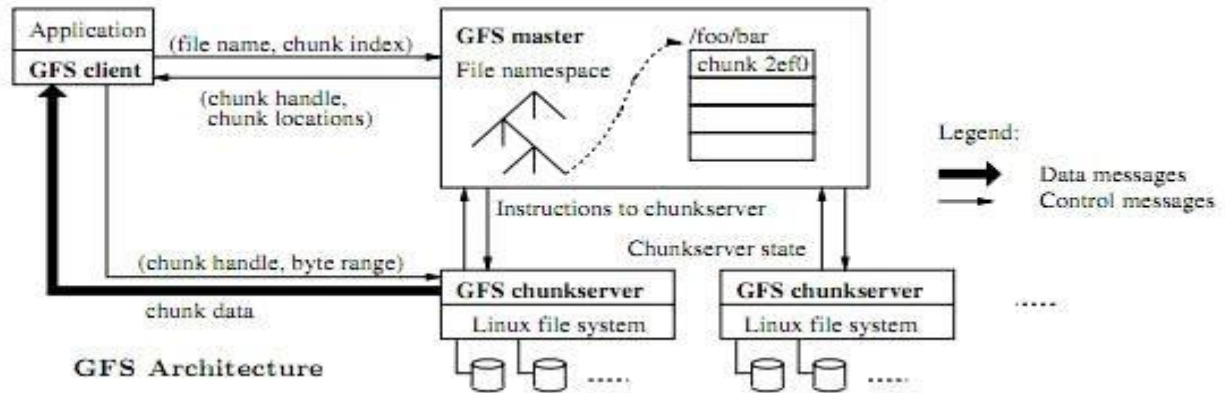 Application
GFS client
(file name, chunk index)
(chunk handle,
chunk locations)
GFS master
File namespace
/foo/bar
chunk 2ef0
Legend:
Data messages
Control messages
Instructions to chunkserver
Chunkserver state
(chunk handle, byte range)
chunk data
GFS chunkserver
Linux file system
GFS chunkserver
Linux file system
GFS Architecture